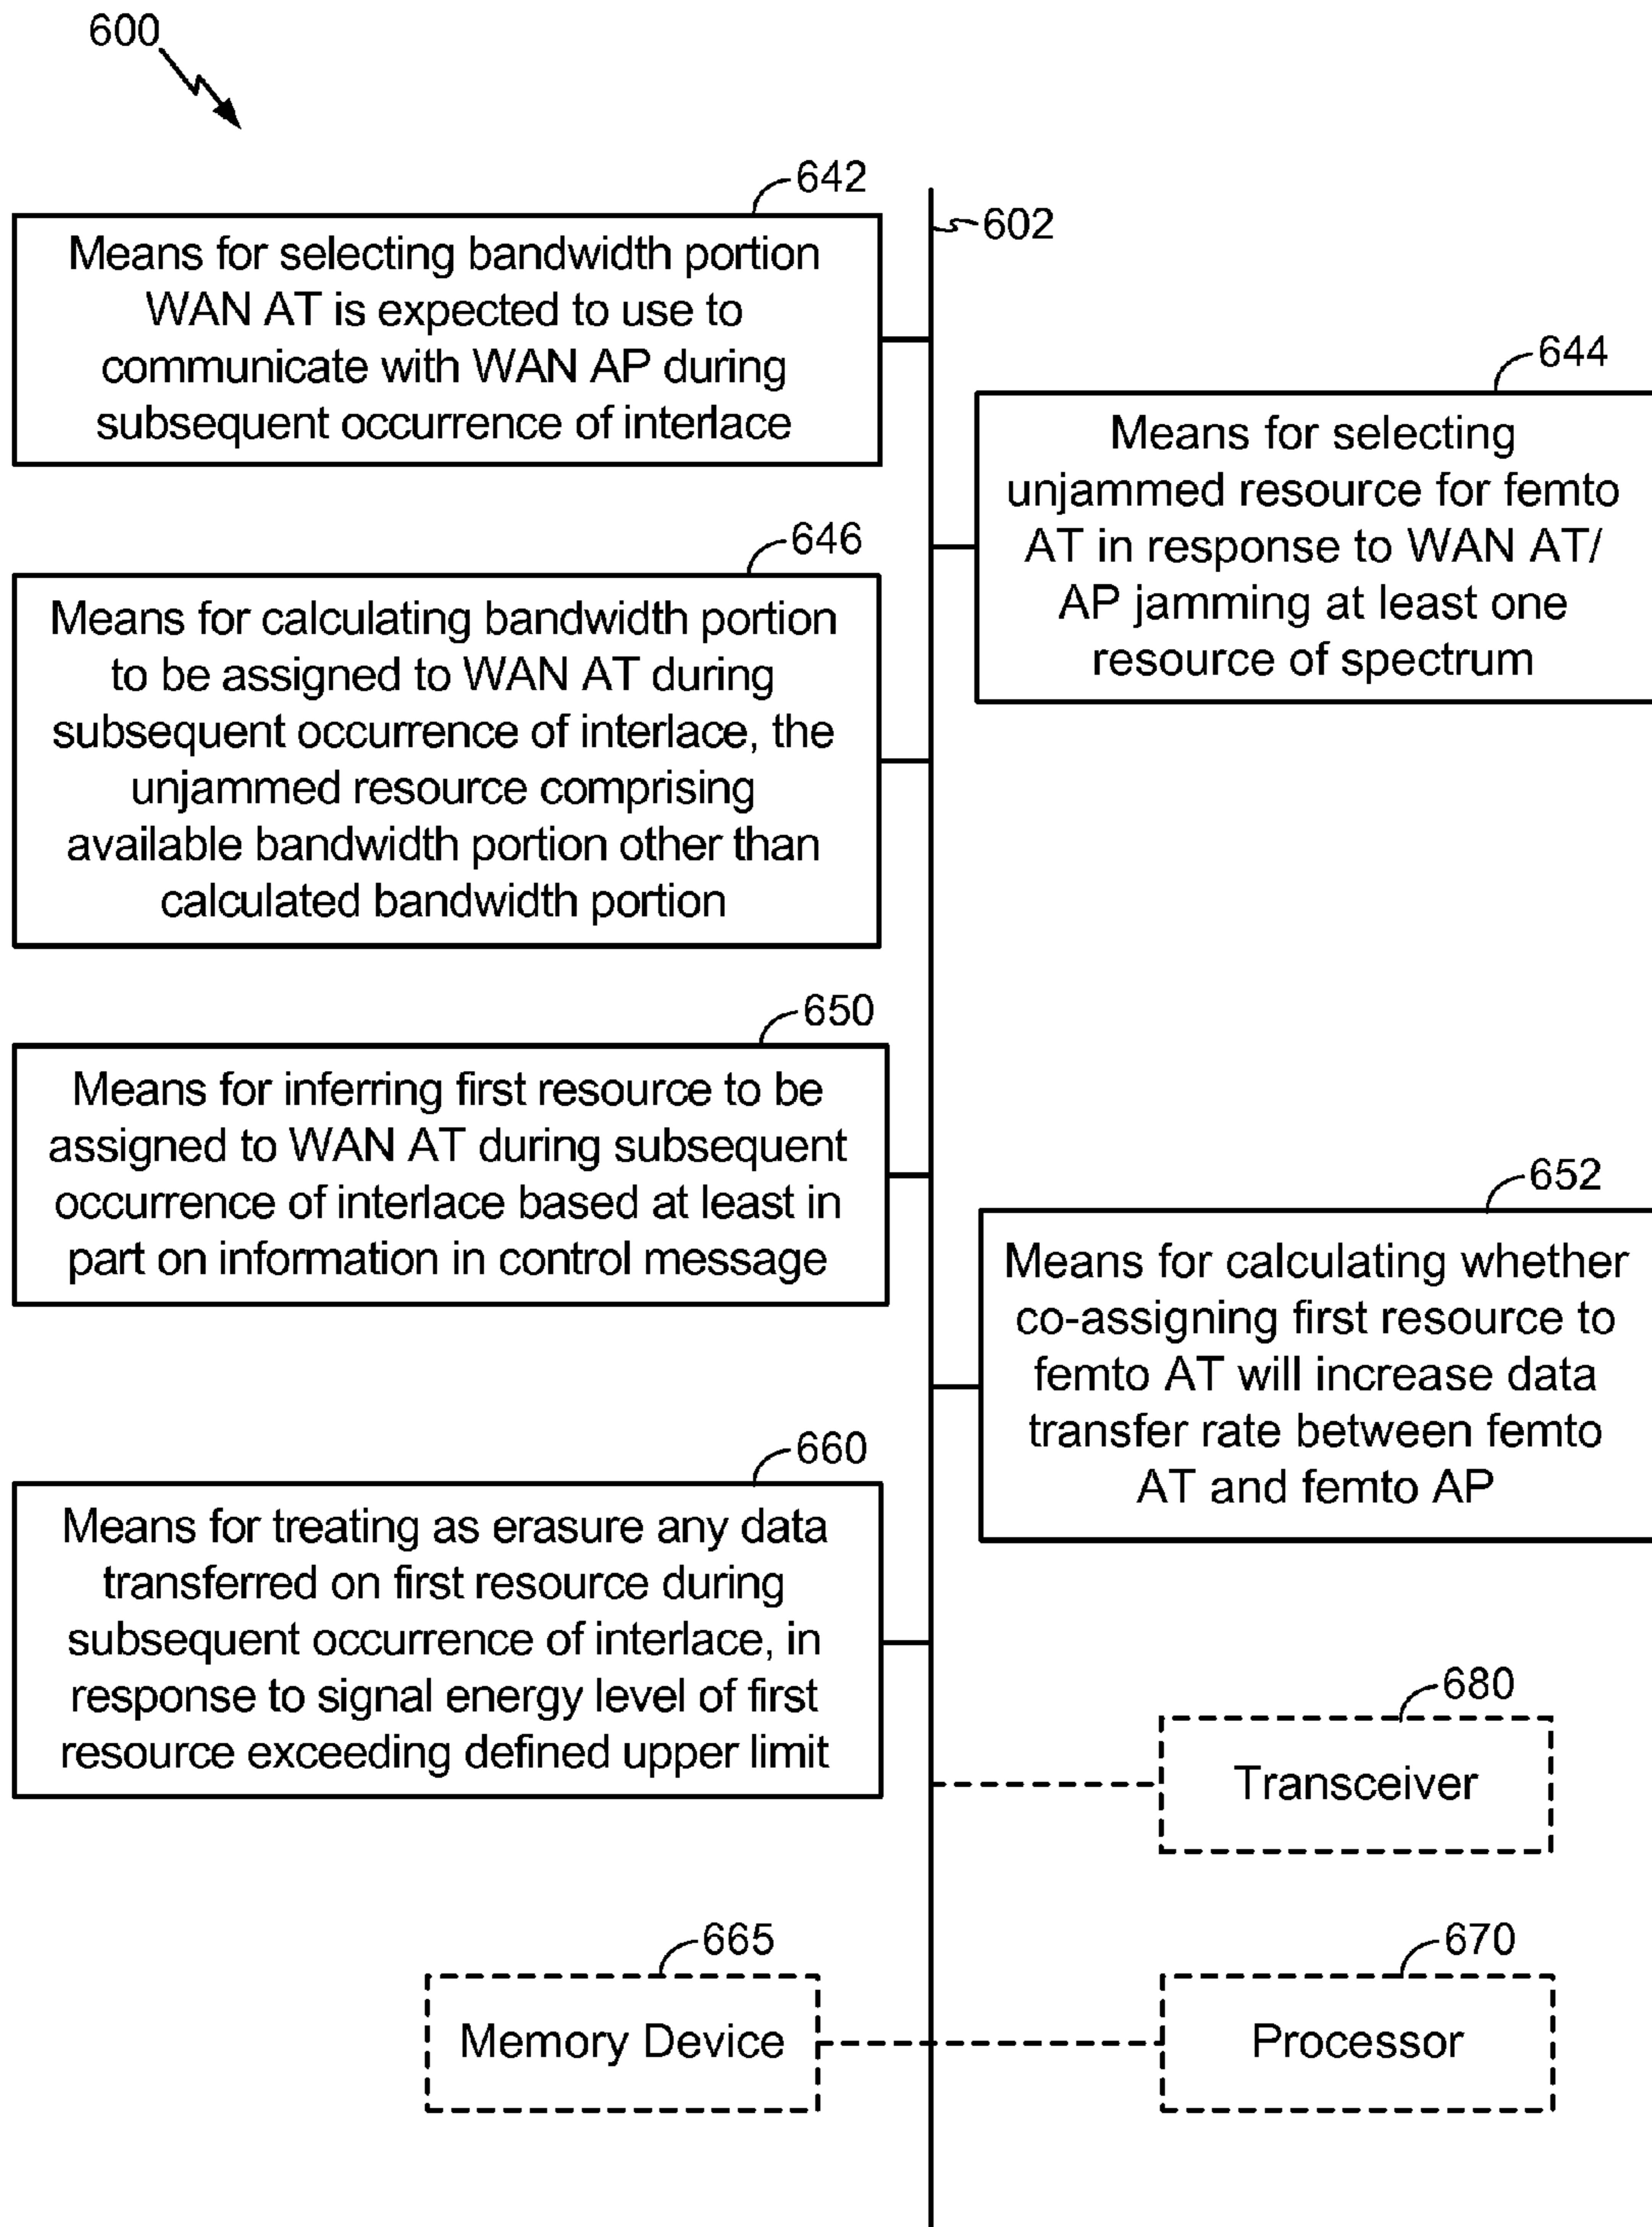 600
642
602
Means for selecting bandwidth portion
WAN AT is expected to use to
communicate with WAN AP during
subsequent occurrence of interlace
644
Means for selecting
unjammed resource for femto
AT in response to WAN AT/
AP jamming at least one
resource of spectrum
646
Means for calculating bandwidth portion
to be assigned to WAN AT during
subsequent occurrence of interlace, the
unjammed resource comprising
available bandwidth portion other than
calculated bandwidth portion
650
Means for inferring first resource to be
assigned to WAN AT during subsequent
occurrence of interlace based at least in
part on information in control message
652
Means for calculating whether
co-assigning first resource to
femto AT will increase data
transfer rate between femto
AT and femto AP
660
Means for treating as erasure any data
transferred on first resource during
subsequent occurrence of interlace, in
response to signal energy level of first
resource exceeding defined upper limit
680
Transceiver
665
Memory Device
670
Processor